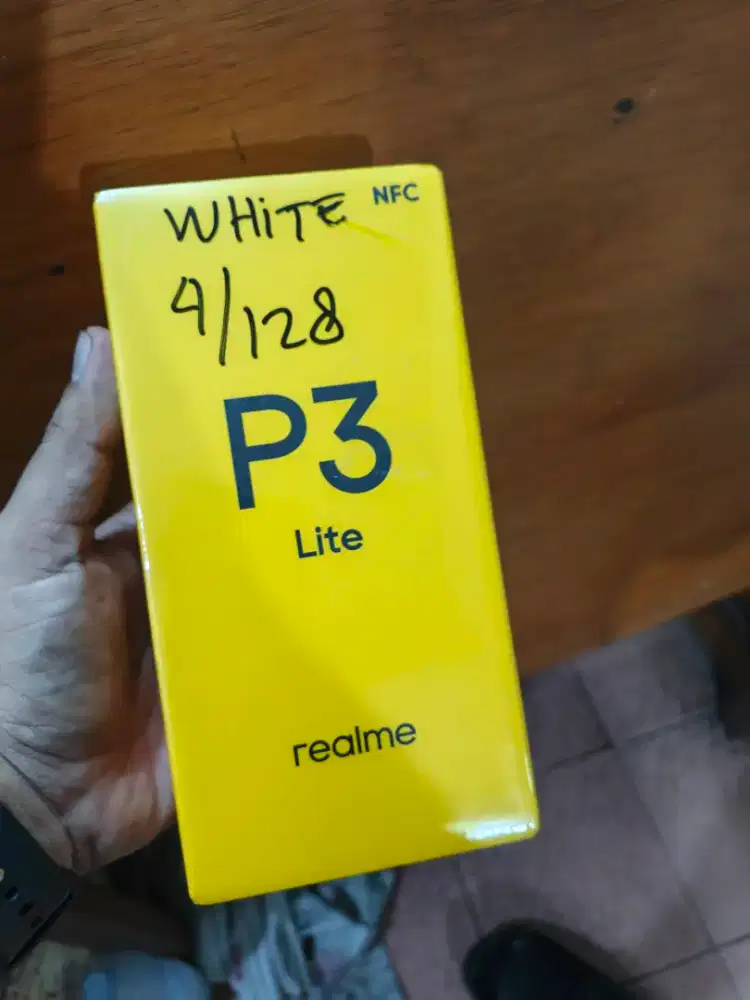 WHiTE NFC
4/128
P3
Lite
realme